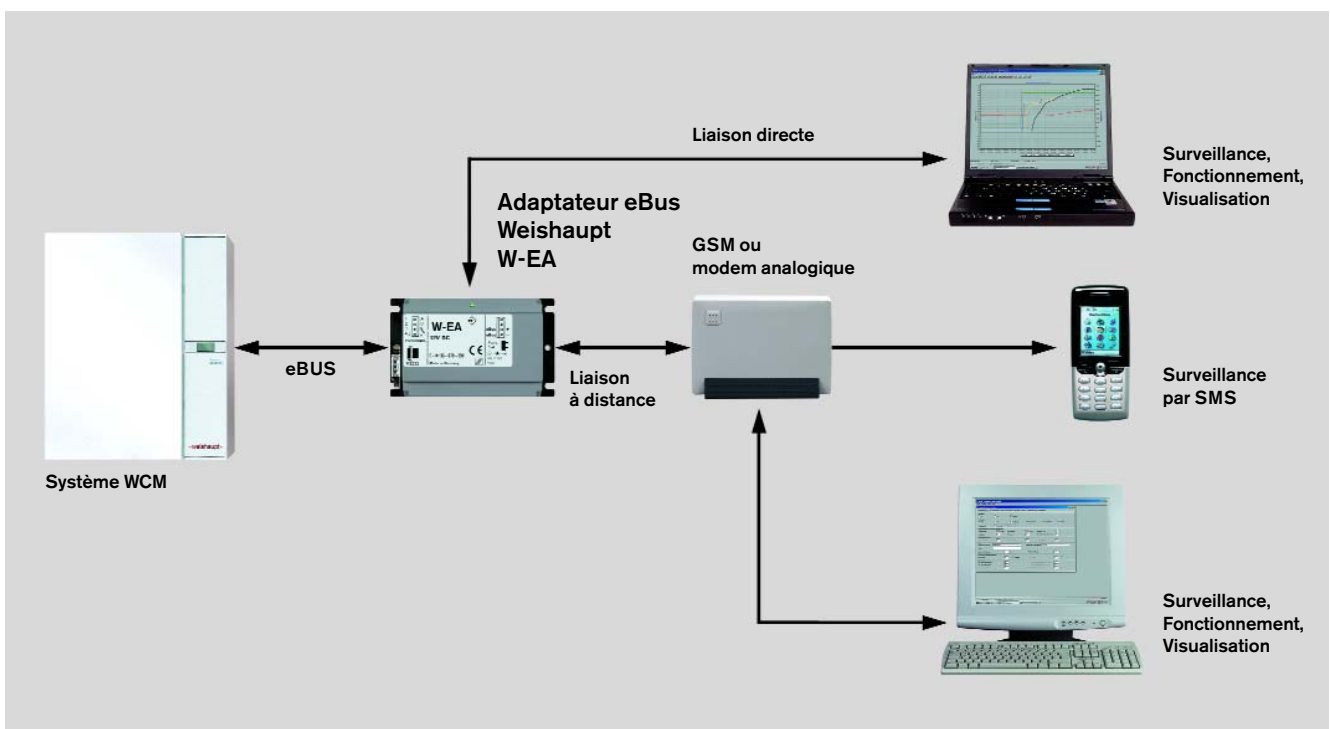 Liaison directe
Surveillance,
Fonctionnement,
Visualisation
Adaptateur eBus
Weishaupt
W-EA
GSM ou
modem analogique
W-EA
eBUS
Liaison
à distance
Surveillance
par SMS
-weishaupt-
Système WCM
Surveillance,
Fonctionnement,
Visualisation